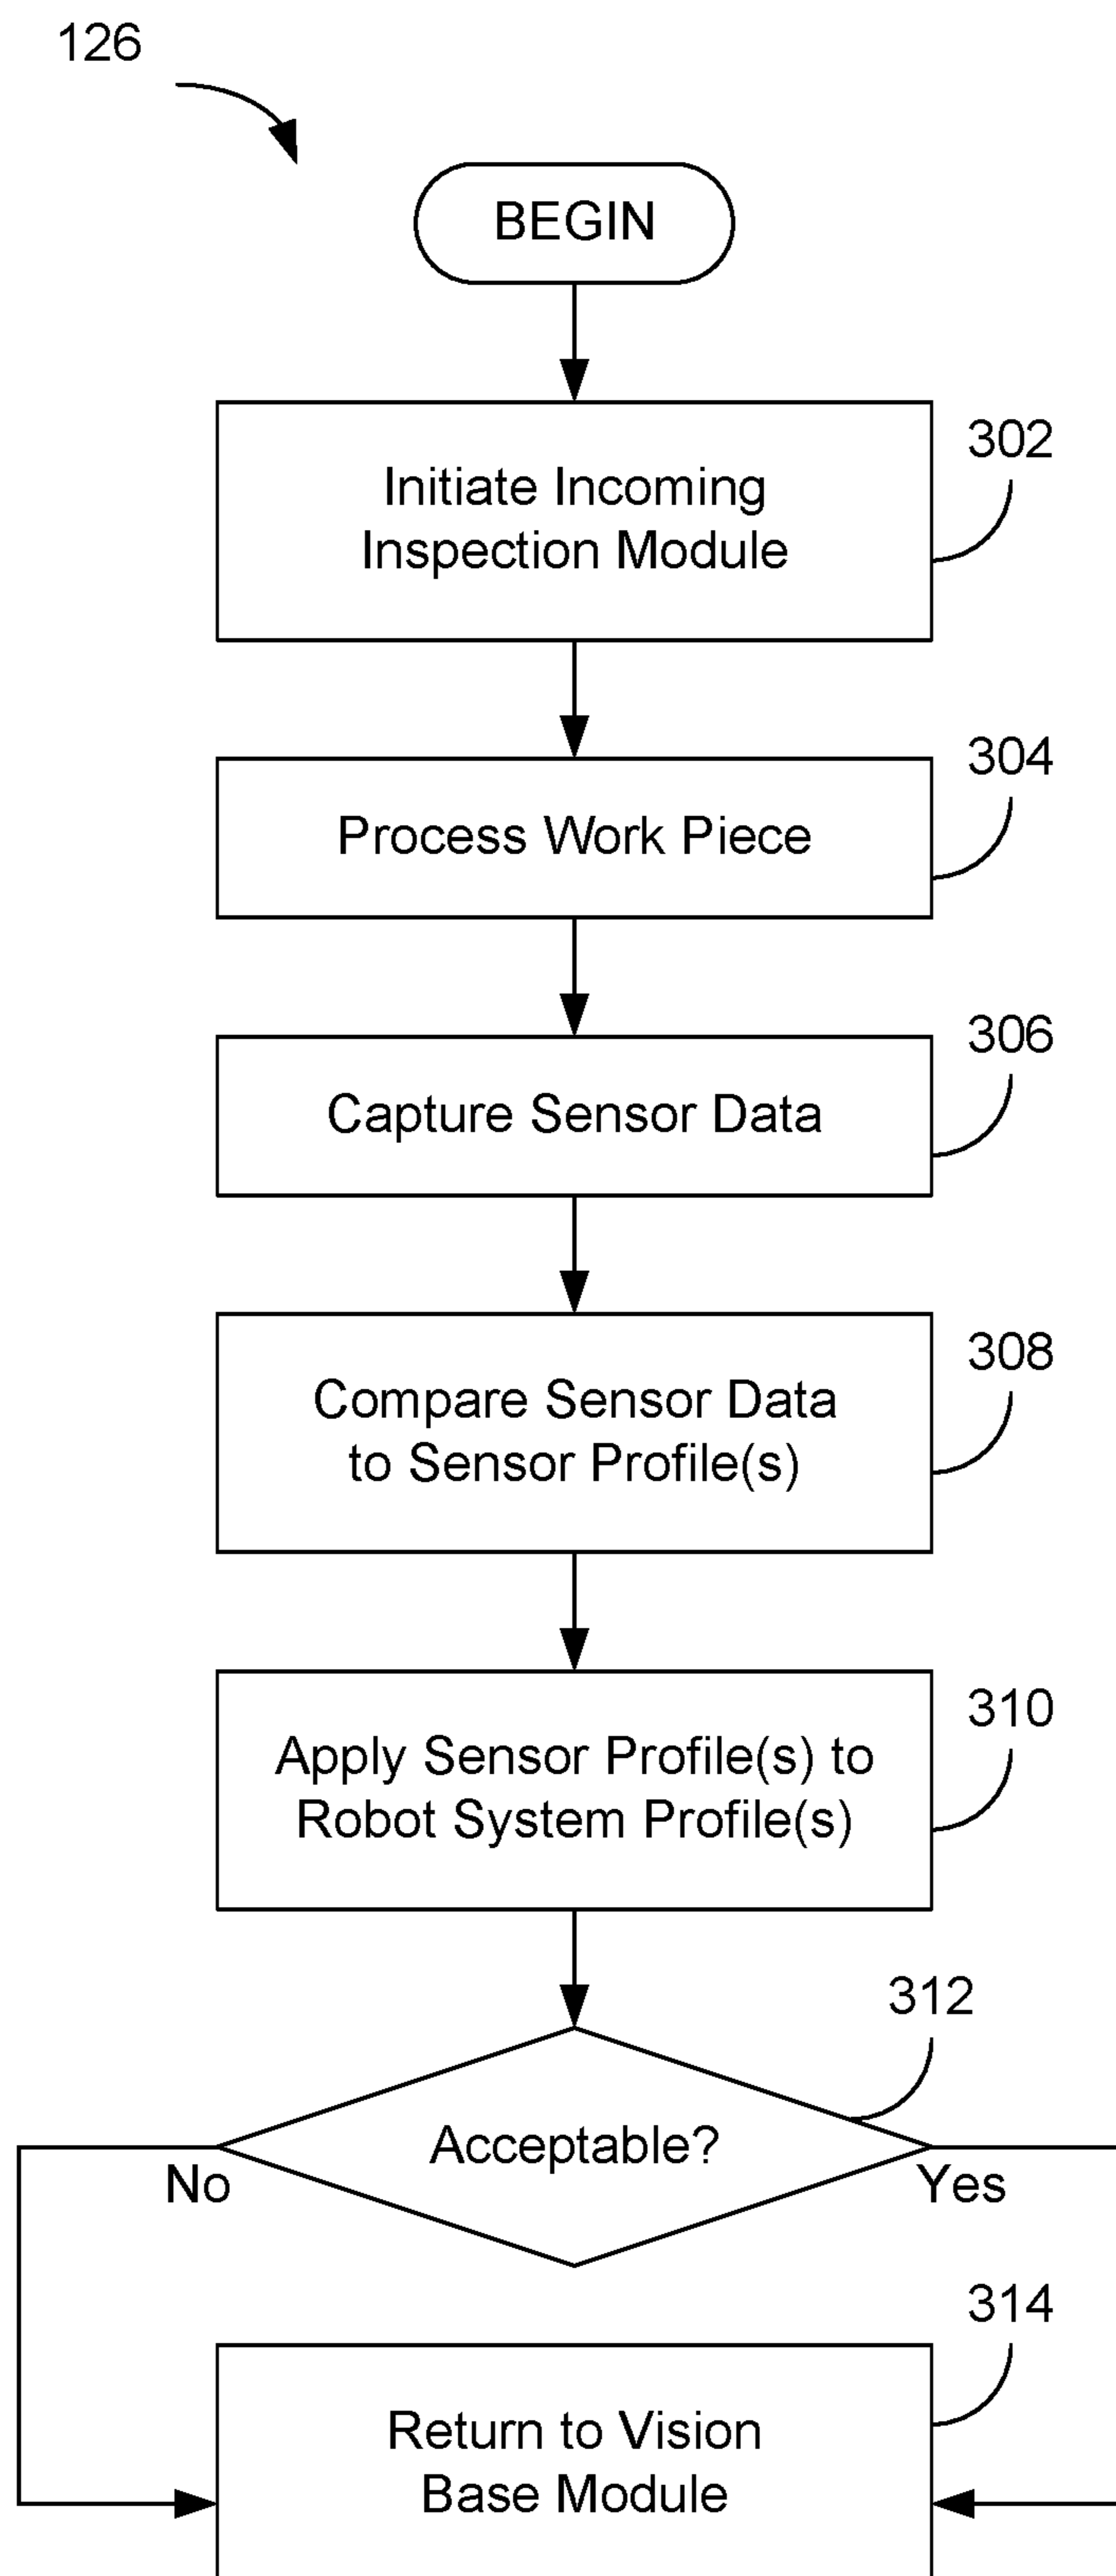 126
BEGIN
302
Initiate Incoming
Inspection Module
304
Process Work Piece
306
Capture Sensor Data
308
Compare Sensor Data
to Sensor Profile(s)
310
Apply Sensor Profile(s) to
Robot System Profile(s)
312
Acceptable?
No
Yes
314
Return to Vision
Base Module